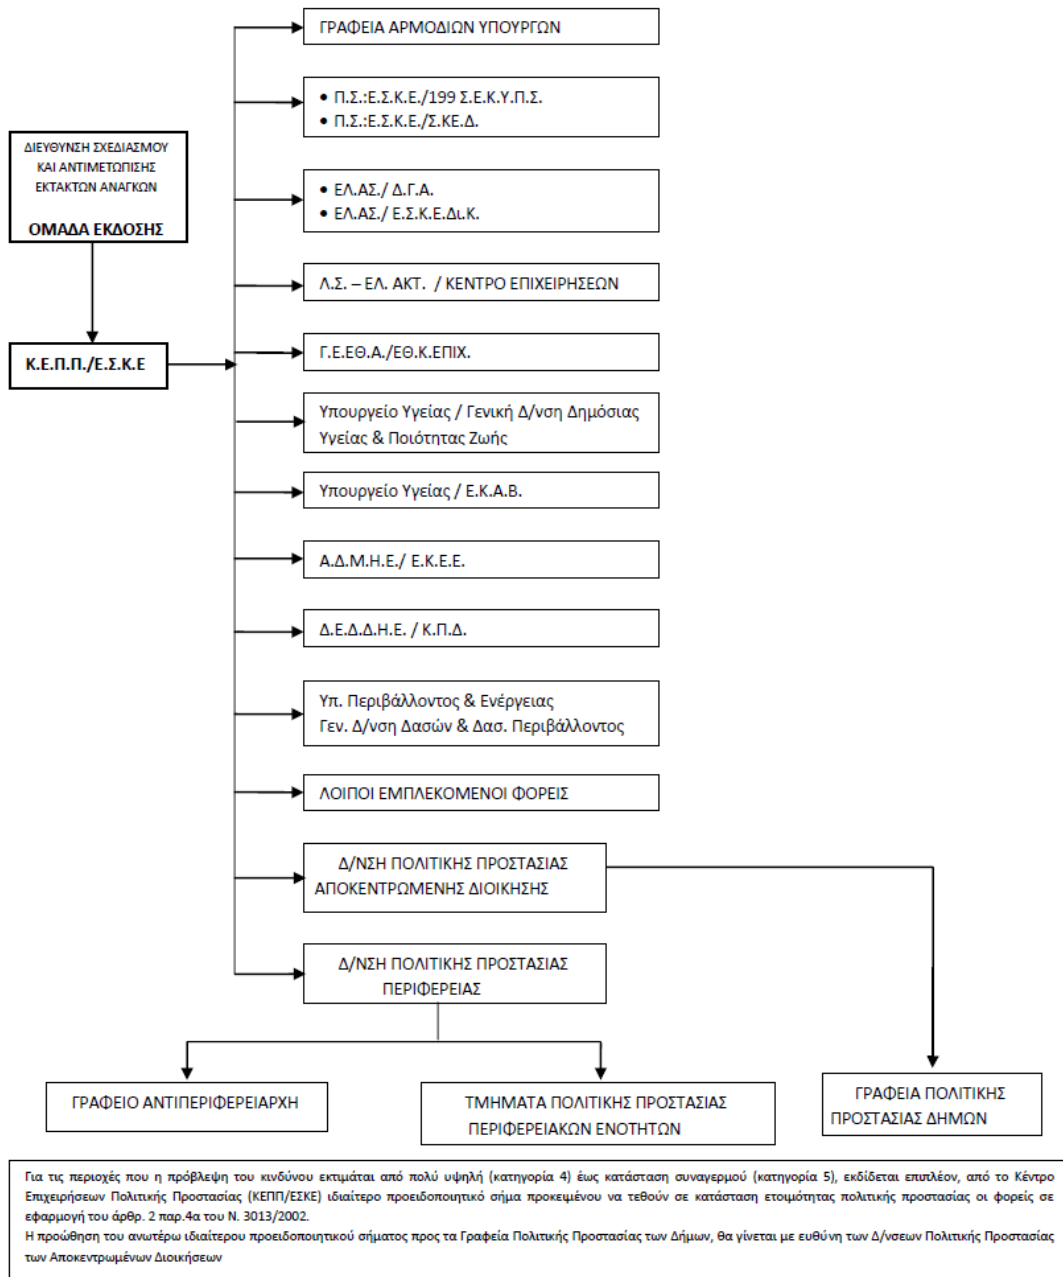 ΓΡΑΦΕΙΑ ΑΡΜΟΔΙΩΝ ΥΠΟΥΡΓΩΝ
• Π.Σ.:Ε.Σ.Κ.Ε./199 Σ.Ε.Κ.Υ.Π.Σ.
• Π.Σ.:Ε.Σ.Κ.Ε./Σ.ΚΕ.Δ.
ΔΙΕΥΘΥΝΣΗ ΣΧΕΔΙΑΣΜΟΥ
ΚΑΙ ΑΝΤΙΜΕΤΩΠΙΣΗΣ
ΕΚΤΑΚΤΩΝ ΑΝΑΓΚΩΝ
ΟΜΑΔΑ ΕΚΔΟΣΗΣ
• ΕΛ.ΑΣ./ Δ.Γ.Α.
• ΕΛ.ΑΣ./ Ε.Σ.Κ.Ε.Δι.Κ.
Λ.Σ. – ΕΛ. ΑΚΤ. / ΚΕΝΤΡΟ ΕΠΙΧΕΙΡΗΣΕΩΝ
Κ.Ε.Π.Π./Ε.Σ.Κ.Ε
Γ.Ε.ΕΘ.Α./ΕΘ.Κ.ΕΠΙΧ.
Υπουργείο Υγείας / Γενική Δ/νση Δημόσιας
Υγείας & Ποιότητας Ζωής
Υπουργείο Υγείας / Ε.Κ.Α.Β.
Α.Δ.Μ.Η.Ε./ Ε.Κ.Ε.Ε.
Δ.Ε.Δ.Δ.Η.Ε. / Κ.Π.Δ.
Υπ. Περιβάλλοντος & Ενέργειας
Γεν. Δ/νση Δασών & Δασ. Περιβάλλοντος
ΛΟΙΠΟΙ ΕΜΠΛΕΚΟΜΕΝΟΙ ΦΟΡΕΙΣ
Δ/ΝΣΗ ΠΟΛΙΤΙΚΗΣ ΠΡΟΣΤΑΣΙΑΣ
ΑΠΟΚΕΝΤΡΩΜΕΝΗΣ ΔΙΟΙΚΗΣΗΣ
Δ/ΝΣΗ ΠΟΛΙΤΙΚΗΣ ΠΡΟΣΤΑΣΙΑΣ
ΠΕΡΙΦΕΡΕΙΑΣ
ΓΡΑΦΕΙΟ ΑΝΤΙΠΕΡΙΦΕΡΕΙΑΡΧΗ
ΤΜΗΜΑΤΑ ΠΟΛΙΤΙΚΗΣ ΠΡΟΣΤΑΣΙΑΣ
ΠΕΡΙΦΕΡΕΙΑΚΩΝ ΕΝΟΤΗΤΩΝ
ΓΡΑΦΕΙΑ ΠΟΛΙΤΙΚΗΣ
ΠΡΟΣΤΑΣΙΑΣ ΔΗΜΩΝ
Για τις περιοχές που η πρόβλεψη του κινδύνου εκτιμάται από πολύ υψηλή (κατηγορία 4) έως κατάσταση συναγερμού (κατηγορία 5), εκδίδεται επιπλέον, από το Κέντρο
Επιχειρήσεων Πολιτικής Προστασίας (ΚΕΠΠ/ΕΣΚΕ) ιδιαίτερο προειδοποιητικό σήμα προκειμένου να τεθούν σε κατάσταση ετοιμότητας πολιτικής προστασίας οι φορείς σε
εφαρμογή του άρθρ. 2 παρ.4α του Ν. 3013/2002.
Η προώθηση του ανωτέρω ιδιαίτερου προειδοποιητικού σήματος προς τα Γραφεία Πολιτικής Προστασίας των Δήμων, θα γίνεται με ευθύνη των Δ/νσεων Πολιτικής Προστασίας
των Αποκεντρωμένων Διοικήσεων